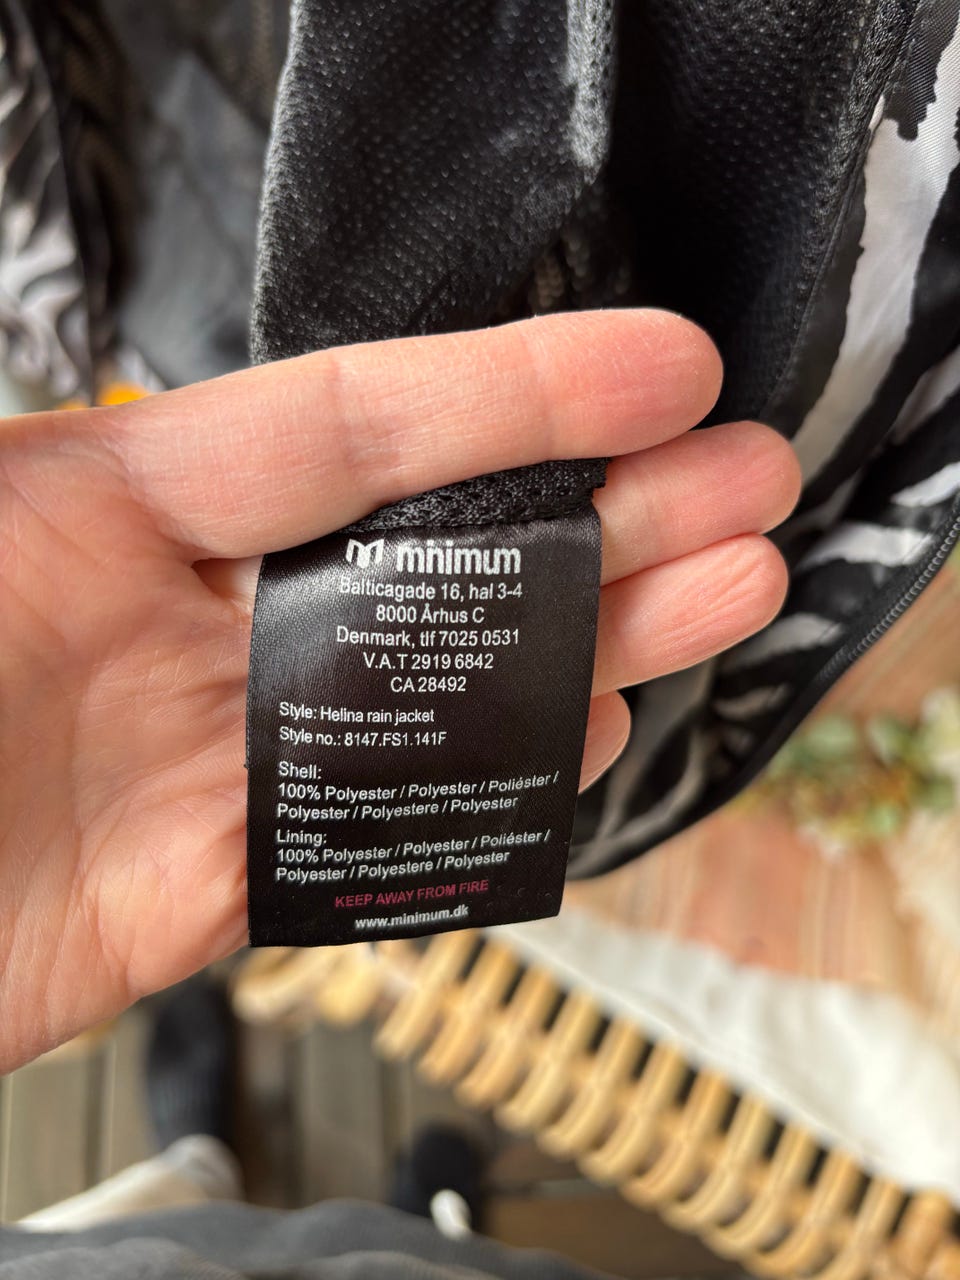 minimum
Balticagade 16, hal 3-4
8000 Århus C
Denmark, tlf 7025 0531
V.A.T 2919 6842
CA 28492
Style: Helina rain jacket
Style no.: 8147.FS1.141F
Shell:
100% Polyester / Polyester / Poliéster /
Polyester / Polyestere / Polyester
Lining:
100% Polyester / Polyester / Poliéster /
Polyester / Polyestere / Polyester
KEEP AWAY FROM FIRE
www.minimum.dk